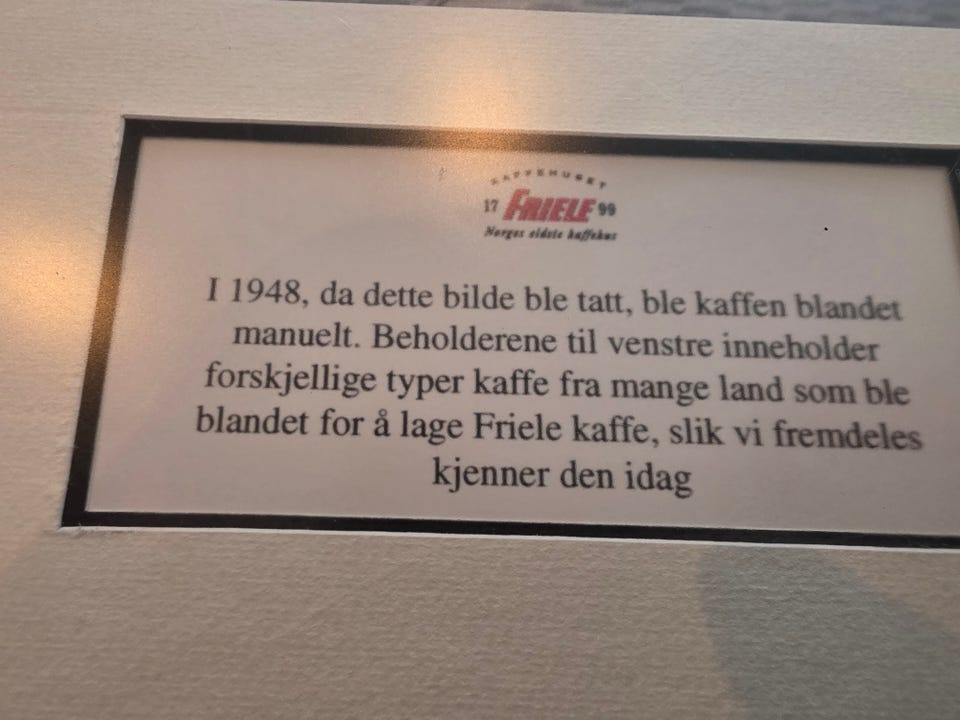 KAFFEHUSET
17 FRIELE 99
Norges eldste kaffehus
I 1948, da dette bilde ble tatt, ble kaffen blandet
manuelt. Beholderene til venstre inneholder
forskjellige typer kaffe fra mange land som ble
blandet for å lage Friele kaffe, slik vi fremdeles
kjenner den idag